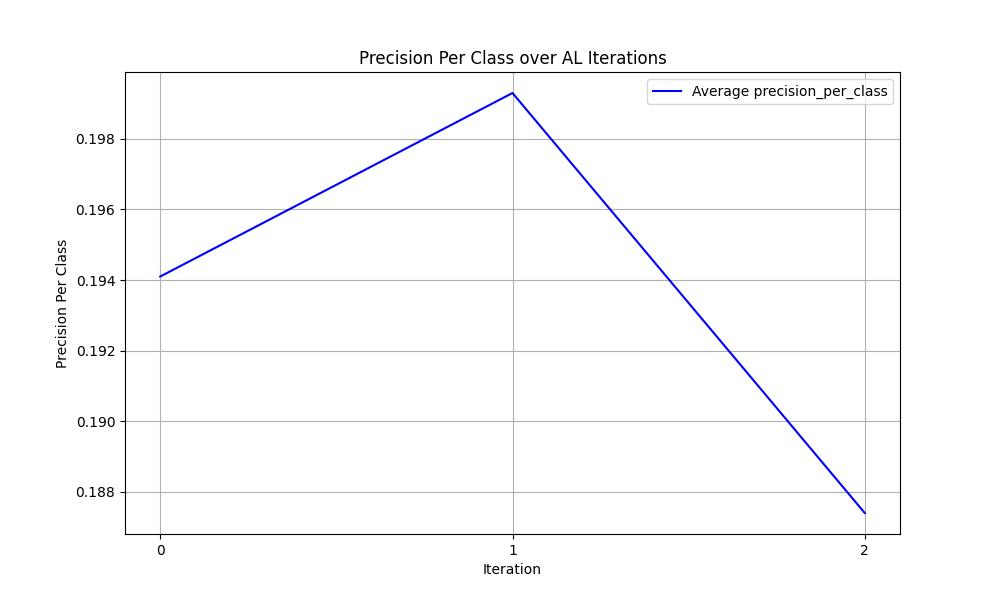 Precision Per Class over AL Iterations
Average precision_per_class
0.198
0.196
0.194
0.192
0.190
0.188
Precision Per Class
0 1 2
Iteration